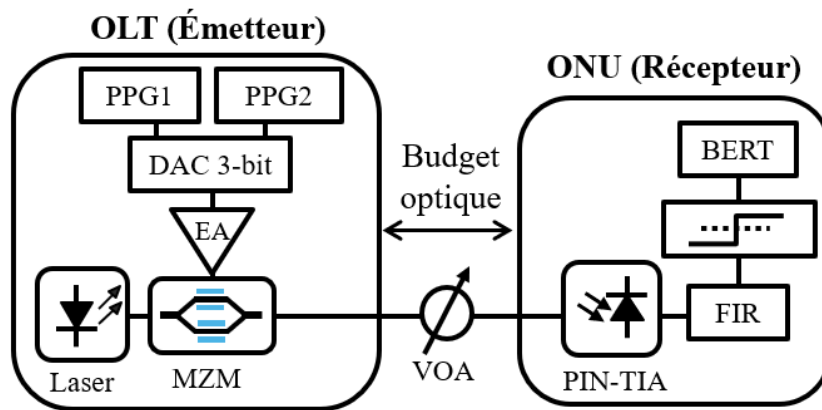 OLT (Émetteur)
PPG1
PPG2
DAC 3-bit
EA
Laser
MZM
Budget
optique
VOA
ONU (Récepteur)
BERT
FIR
PIN-TIA